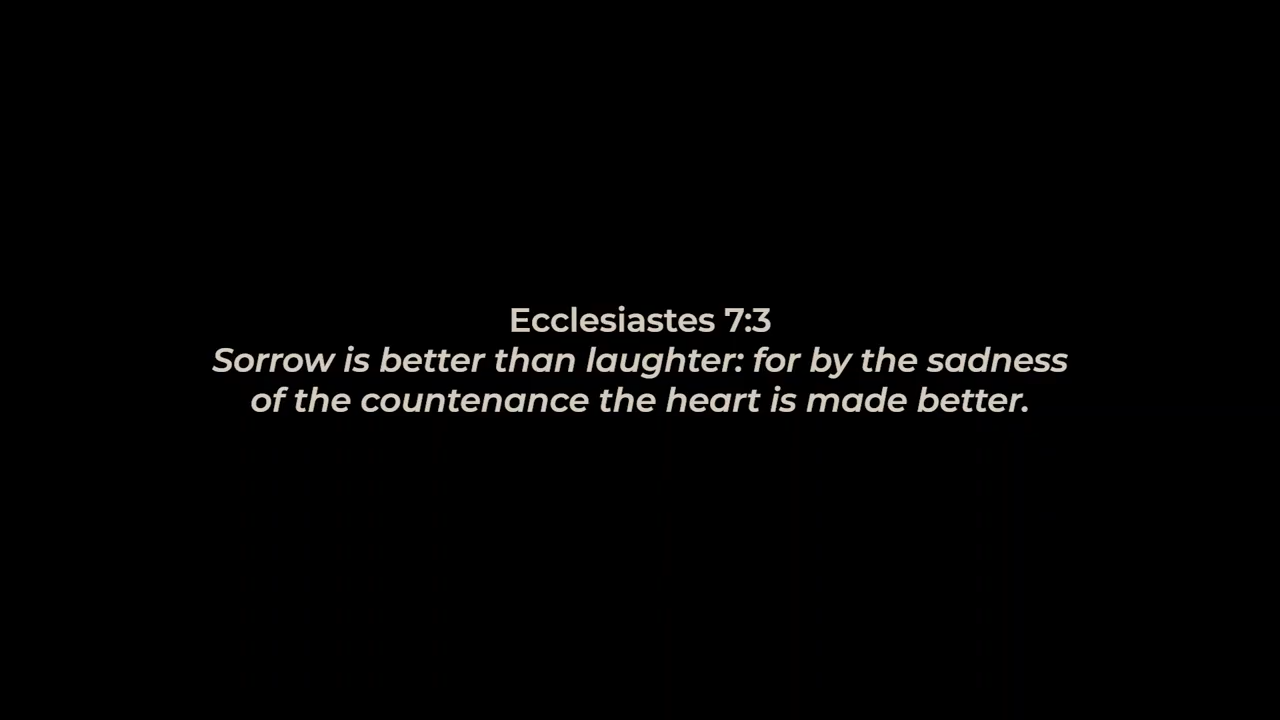 Ecclesiastes 7:3
Sorrow is better than laughter: for by the sadness
of the countenance the heart is made better.